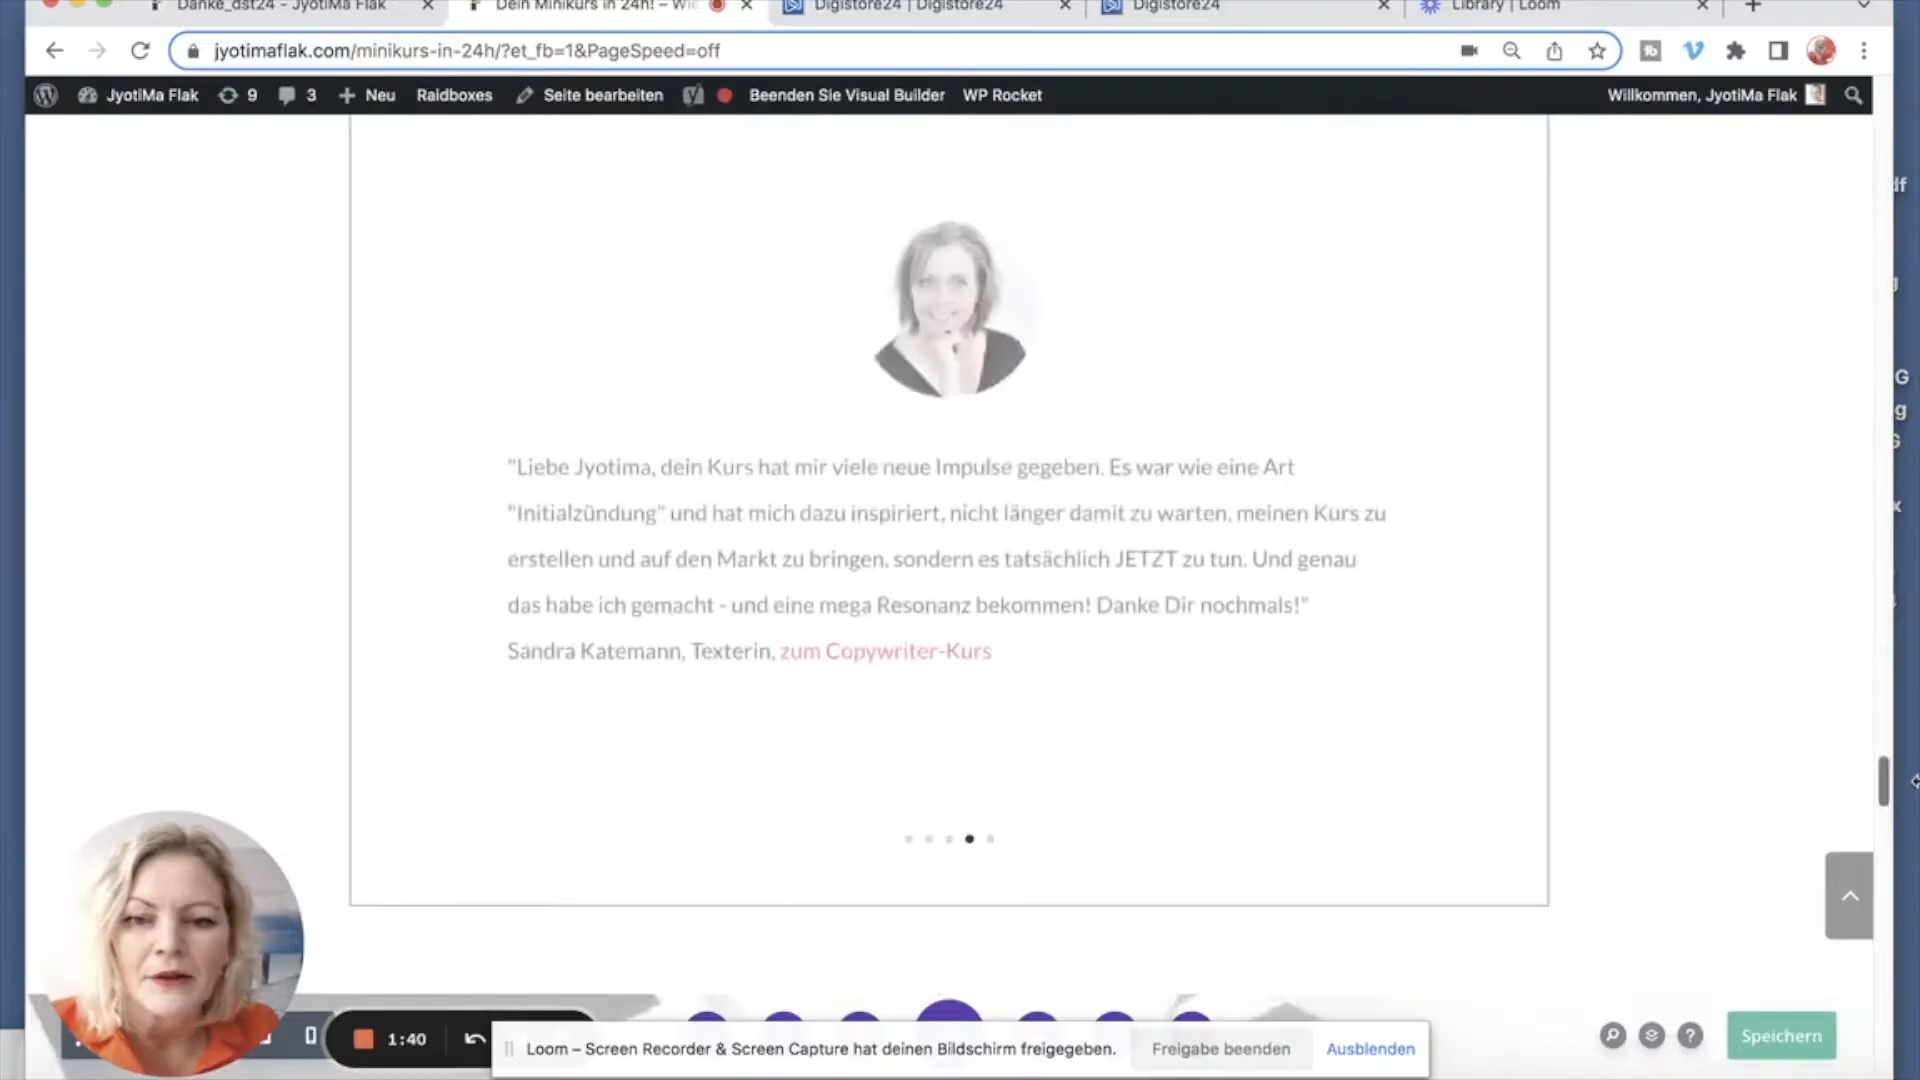 Danke_dst24 - JyotiMa Flak
Dein Minikurs in 24h! – Wie
Digistore24 | Digistore24
Digistore24
Library | Loom
jyotimaflak.com/minikurs-in-24h/?et_fb=1&PageSpeed=off
JyotiMa Flak 9 3 Neu Raidboxes Seite bearbeiten Beenden Sie Visual Builder WP Rocket Willkommen, JyotiMa Flak
"Liebe Jyotima, dein Kurs hat mir viele neue Impulse gegeben. Es war wie eine Art
"Initialzündung" und hat mich dazu inspiriert, nicht länger damit zu warten, meinen Kurs zu
erstellen und auf den Markt zu bringen, sondern es tatsächlich JETZT zu tun. Und genau
das habe ich gemacht - und eine mega Resonanz bekommen! Danke Dir nochmals!"
Sandra Katemann, Texterin, zum Copywriter-Kurs
1:40
Loom – Screen Recorder & Screen Capture hat deinen Bildschirm freigegeben. Freigabe beenden Ausblenden
Speichern